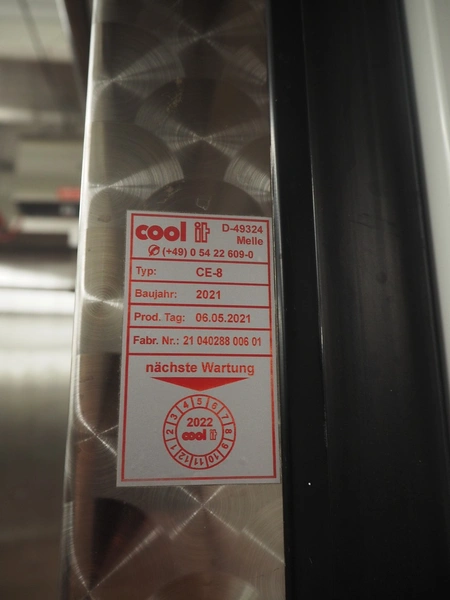 cool it D-49324
Melle
✆ (+49) 0 54 22 609-0
Typ: CE-8
Baujahr: 2021
Prod. Tag: 06.05.2021
Fabr. Nr.: 21 040288 006 01
nächste Wartung
1 2 3 4 5 6 7 8 9 10 11 12
2022
cool it